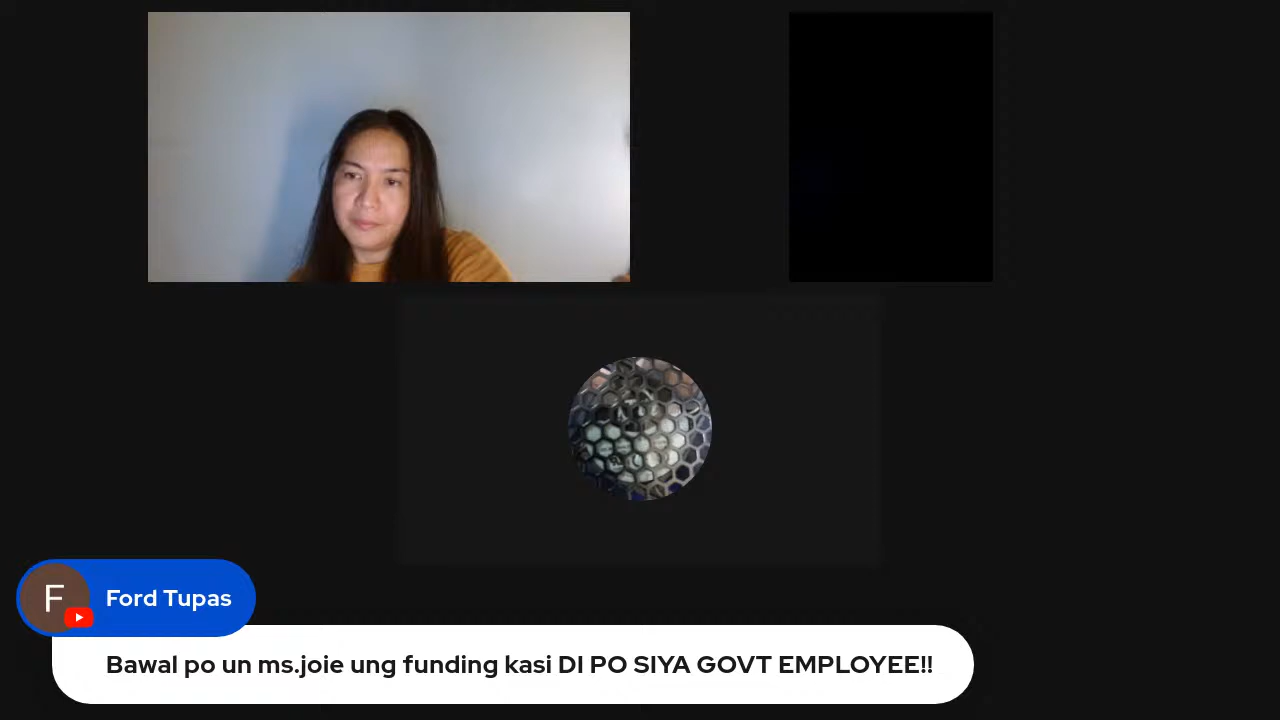 F
Ford Tupas
Bawal po un ms.joie ung funding kasi DI PO SIYA GOVT EMPLOYEE!!